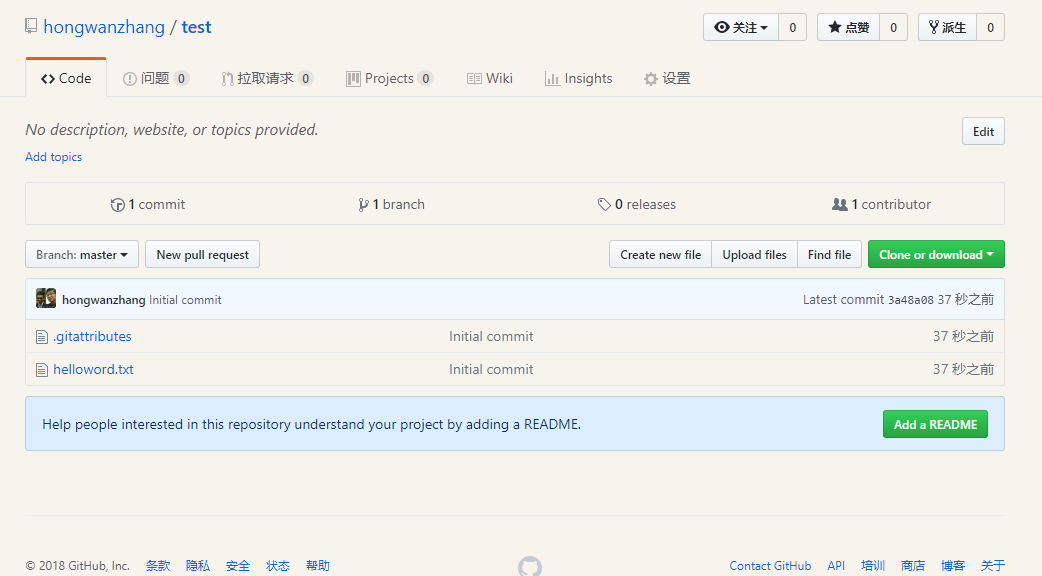 hongwanzhang / test 关注 0 点赞 0 派生 0
Code 问题 0 拉取请求 0 Projects 0 Wiki Insights 设置
No description, website, or topics provided. Edit
Add topics
1 commit 1 branch 0 releases 1 contributor
Branch: master New pull request Create new file Upload files Find file Clone or download
hongwanzhang Initial commit Latest commit 3a48a08 37 秒之前
.gitattributes Initial commit 37 秒之前
helloword.txt Initial commit 37 秒之前
Help people interested in this repository understand your project by adding a README. Add a README
© 2018 GitHub, Inc. 条款 隐私 安全 状态 帮助 Contact GitHub API 培训 商店 博客 关于